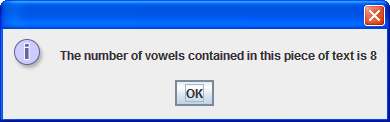 The number of vowels contained in this piece of text is 8
OK